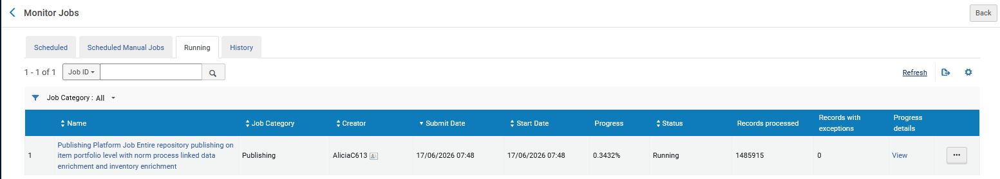 Monitor Jobs
Back
Scheduled
Scheduled Manual Jobs
Running
History
1 - 1 of 1
Job ID
Refresh
Job Category : All
Name
Job Category
Creator
Submit Date
Start Date
Progress
Status
Records processed
Records with
exceptions
Progress
details
1
Publishing Platform Job Entire repository publishing on
item portfolio level with norm process linked data
enrichment and inventory enrichment
Publishing
AliciaC613
17/06/2026 07:48
17/06/2026 07:48
0.3432%
Running
1485915
0
View